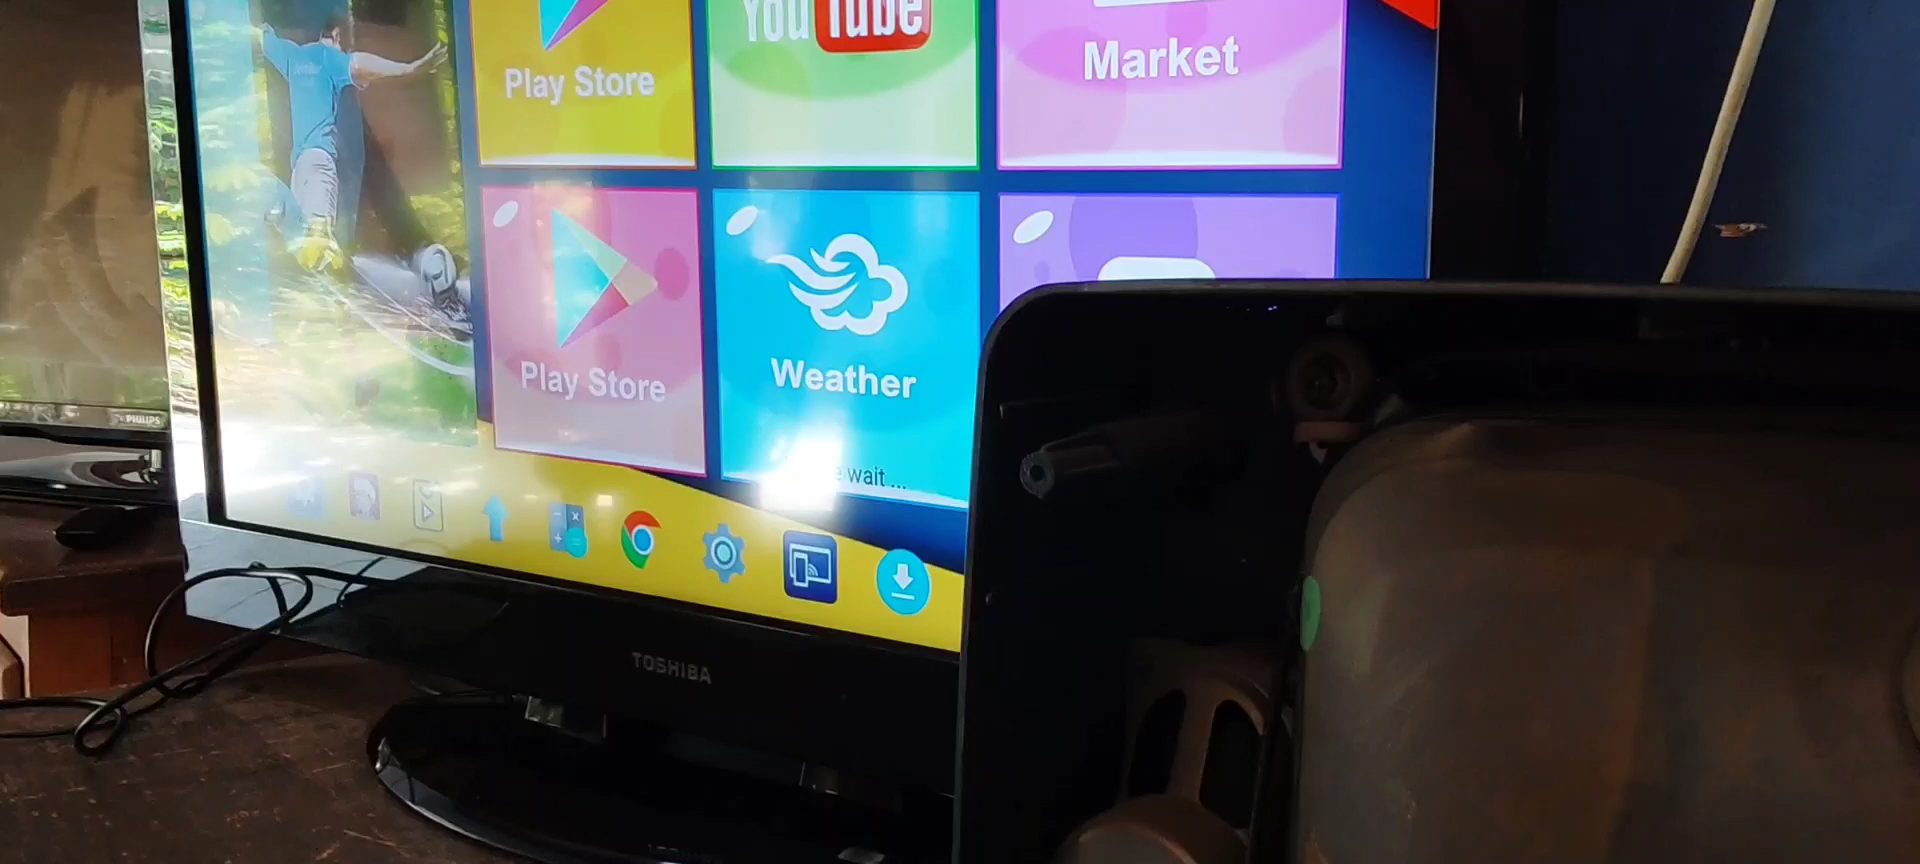 YouTube
Play Store
Market
Play Store
Weather
wait ...
PHILIPS
TOSHIBA